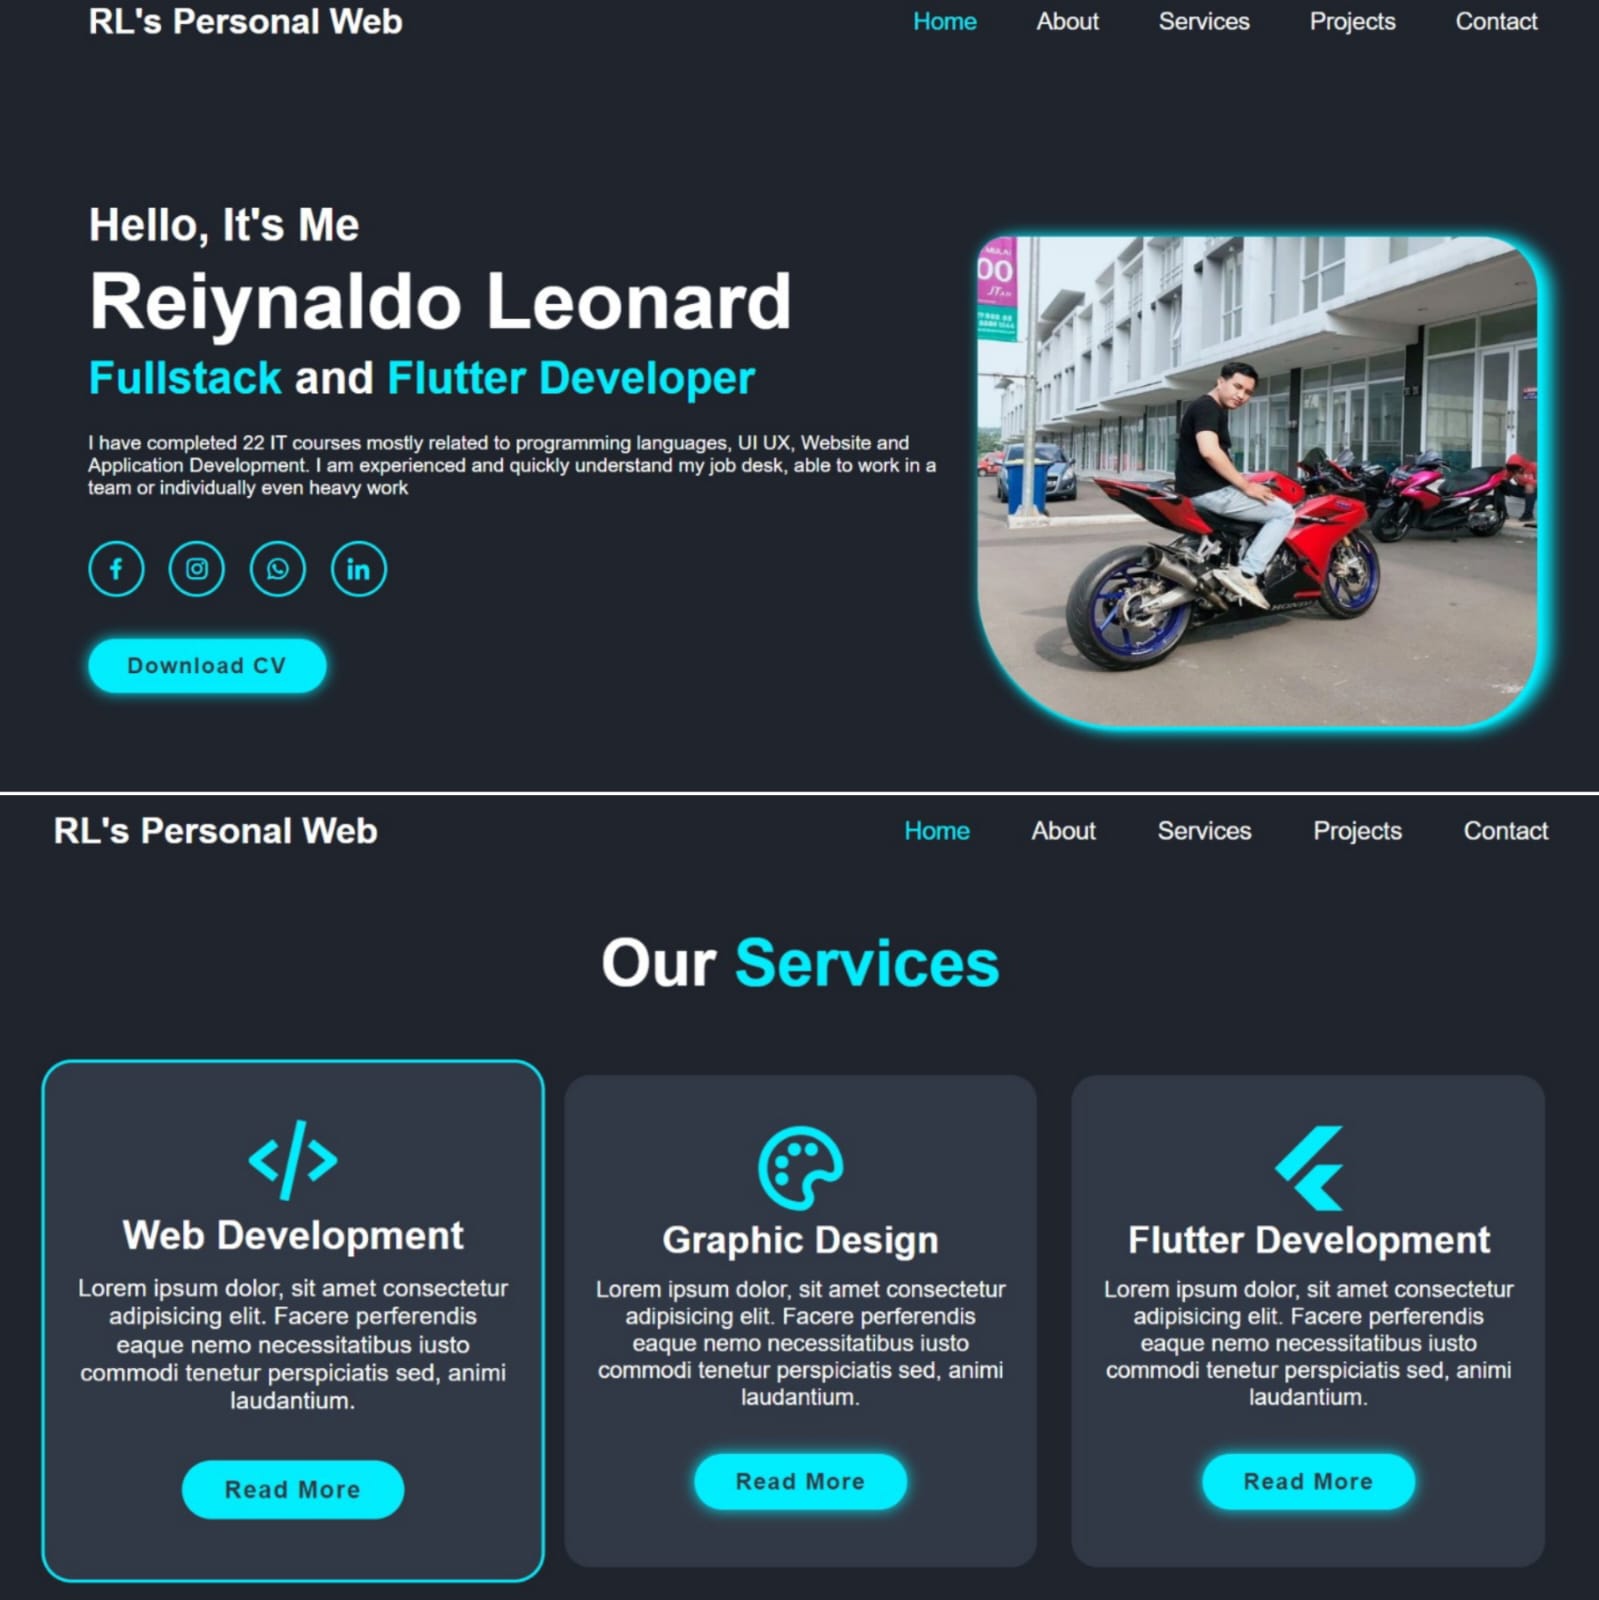 RL's Personal Web
Home About Services Projects Contact
Hello, It's Me
Reiynaldo Leonard
Fullstack and Flutter Developer
I have completed 22 IT courses mostly related to programming languages, UI UX, Website and
Application Development. I am experienced and quickly understand my job desk, able to work in a
team or individually even heavy work
Download CV
HONDA
RL's Personal Web
Home About Services Projects Contact
Our Services
Web Development
Lorem ipsum dolor, sit amet consectetur
adipisicing elit. Facere perferendis
eaque nemo necessitatibus iusto
commodi tenetur perspiciatis sed, animi
laudantium.
Read More
Graphic Design
Lorem ipsum dolor, sit amet consectetur
adipisicing elit. Facere perferendis
eaque nemo necessitatibus iusto
commodi tenetur perspiciatis sed, animi
laudantium.
Read More
Flutter Development
Lorem ipsum dolor, sit amet consectetur
adipisicing elit. Facere perferendis
eaque nemo necessitatibus iusto
commodi tenetur perspiciatis sed, animi
laudantium.
Read More